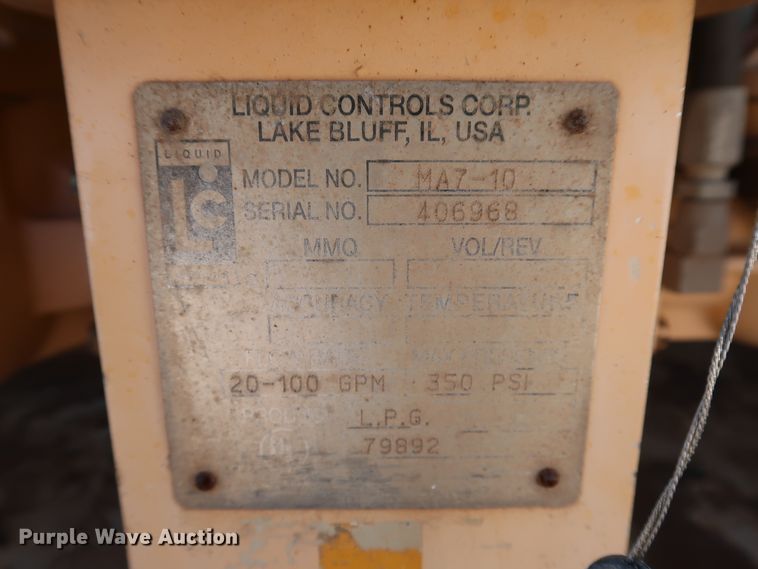 LIQUID CONTROLS CORP.
LAKE BLUFF, IL, USA
LIQUID
LC
MODEL NO. MA7-10
SERIAL NO. 406968
MMQ VOL/REV
ACCURACY TEMPERATURE
20-100 GPM 350 PSI
L.P.G.
79892
Purple Wave Auction